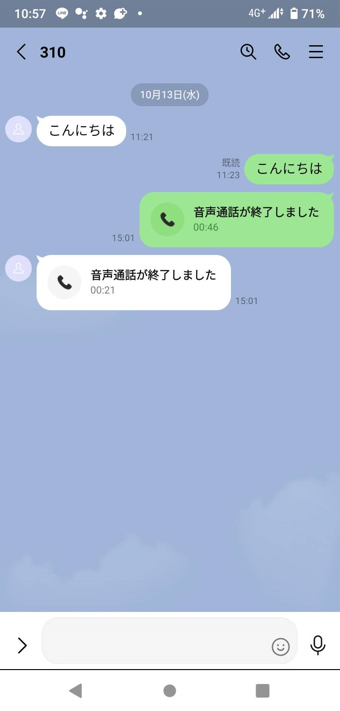 10:57 4G+ 71%
310
10月13日(水)
こんにちは 11:21
既読
11:23 こんにちは
音声通話が終了しました
00:46
15:01
音声通話が終了しました
00:21
15:01